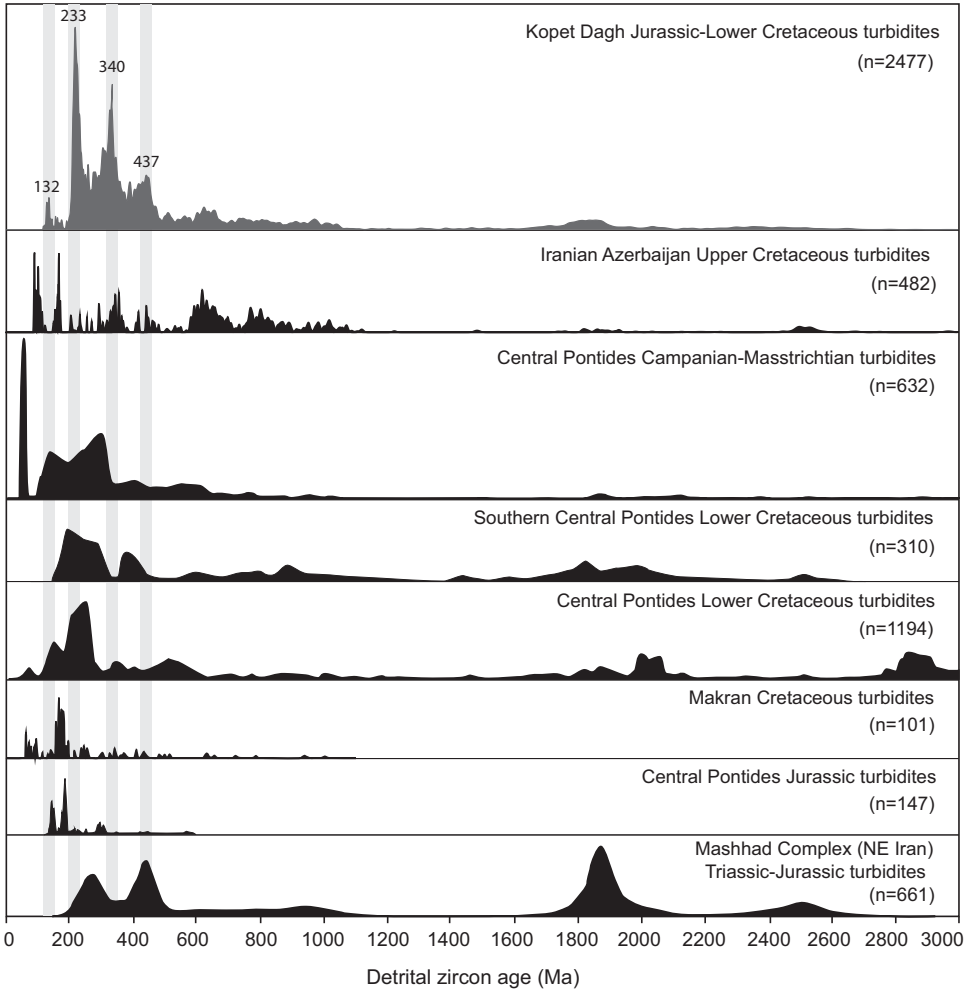 233
340
437
132
Kopet Dagh Jurassic-Lower Cretaceous turbidites
(n=2477)
Iranian Azerbaijan Upper Cretaceous turbidites
(n=482)
Central Pontides Campanian-Masstrichtian turbidites
(n=632)
Southern Central Pontides Lower Cretaceous turbidites
(n=310)
Central Pontides Lower Cretaceous turbidites
(n=1194)
Makran Cretaceous turbidites
(n=101)
Central Pontides Jurassic turbidites
(n=147)
Mashhad Complex (NE Iran)
Triassic-Jurassic turbidites
(n=661)
0 200 400 600 800 1000 1200 1400 1600 1800 2000 2200 2400 2600 2800 3000
Detrital zircon age (Ma)